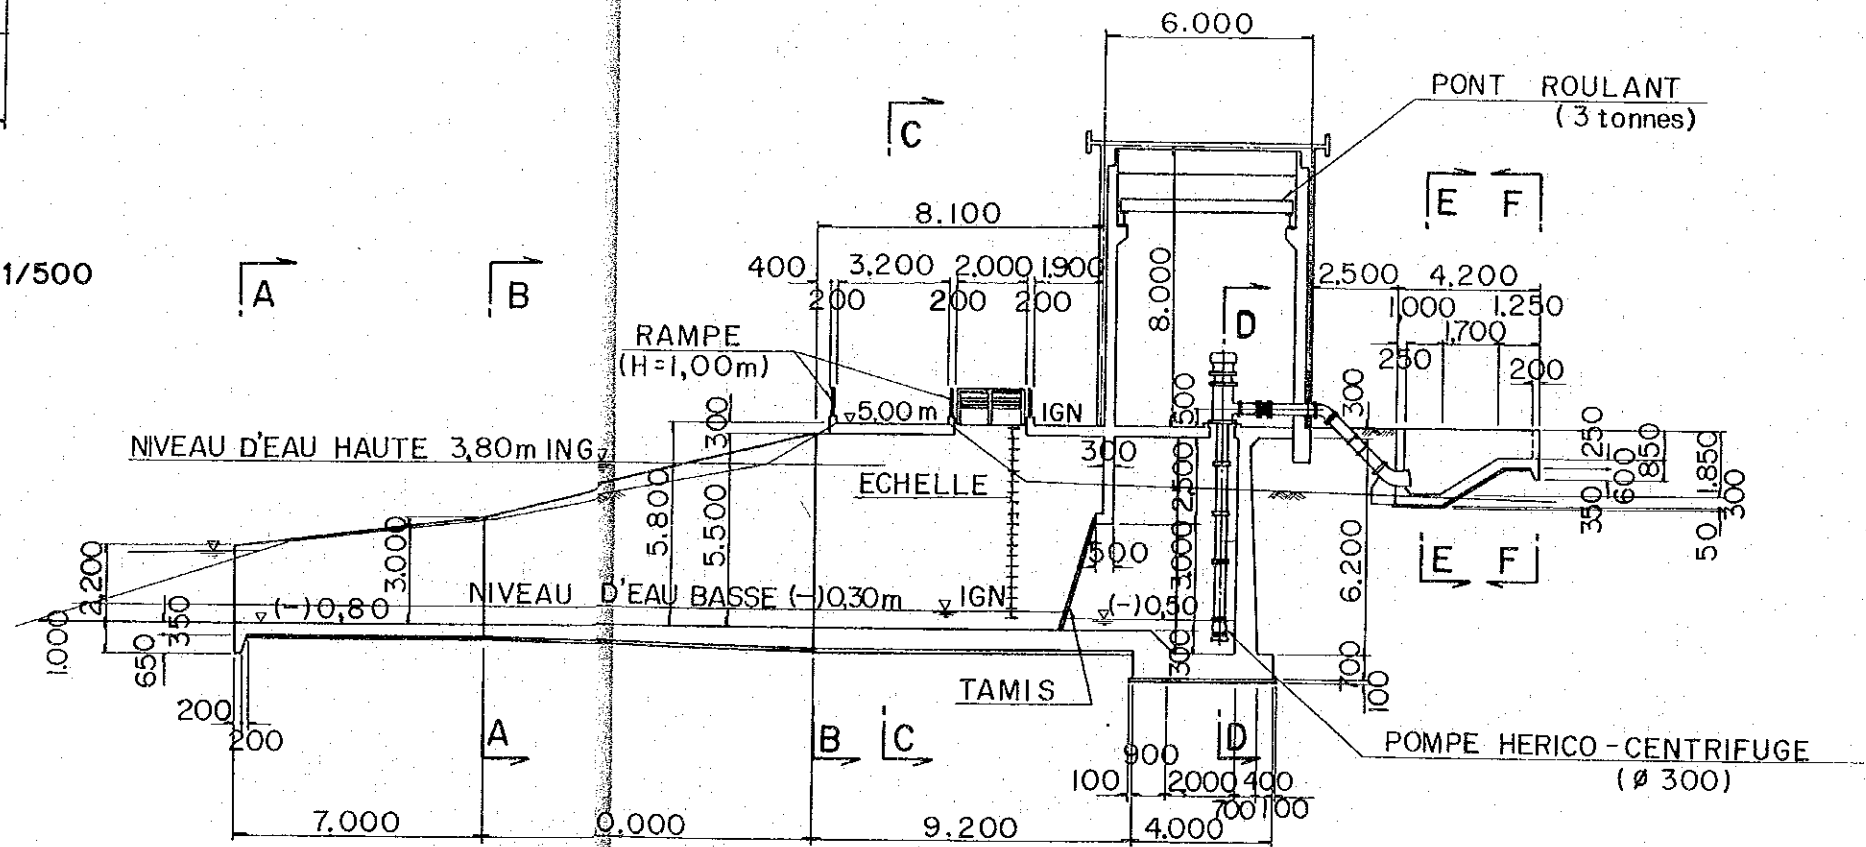 6.000
PONT ROULANT
(3 tonnes)
C
E F
8.100
1/500
A
B
400 3.200 2.000 1.900
200 200 200
8.000
D
2.500 4.200
1,000 1.250
1.700
250 200
RAMPE
(H=1,00m)
5,00 m IGN
300
500
300
NIVEAU D'EAU HAUTE 3,80m ING
ECHELLE
300
2.500
250
850
600
350
1.850
300
50
5.800
5.500
3.000
2.200
500
3.000
6.200
E F
NIVEAU D'EAU BASSE (-)0,30m IGN
(-)0,80
(-)0,50
1.000
350
650
300
700
100
TAMIS
200
200
A
B
C
D
POMPE HERICO-CENTRIFUGE
(ø 300)
900
100 2.000 400
700 100
7.000
0.000
9.200
4.000